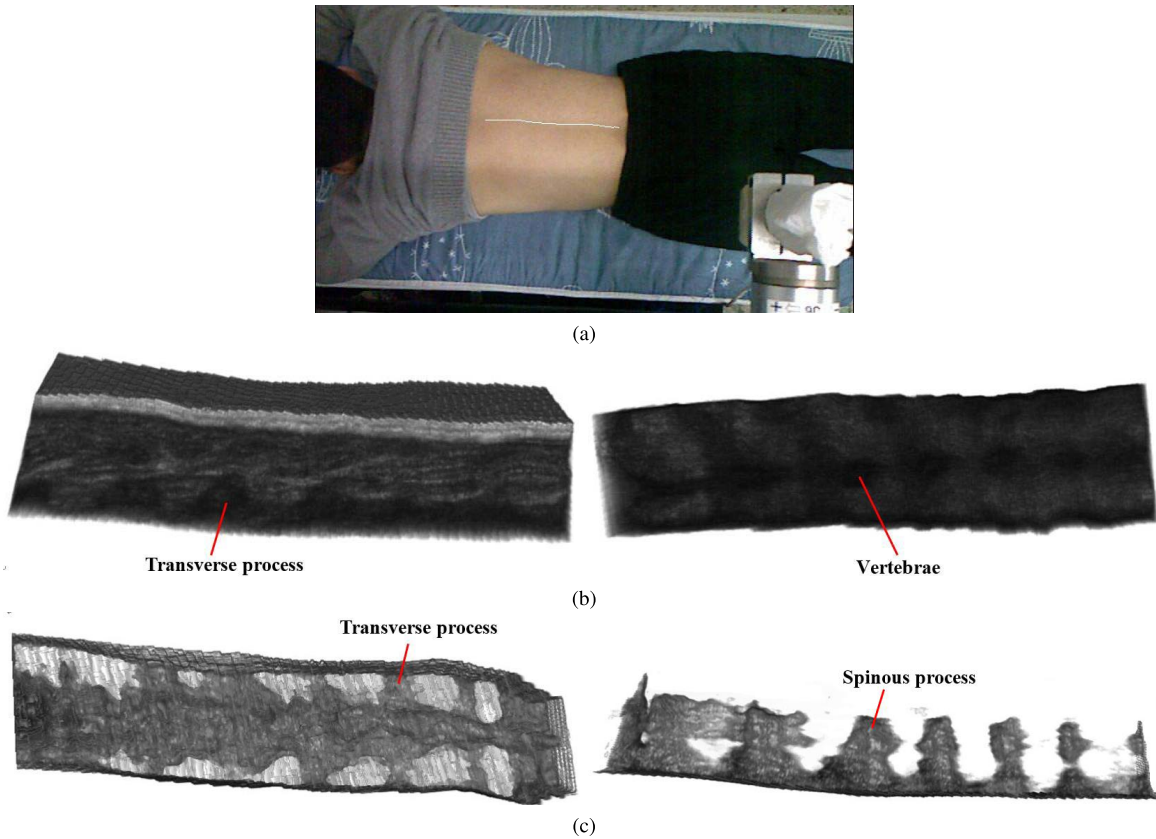 (a)
Transverse process
Vertebrae
(b)
Transverse process
Spinous process
(c)